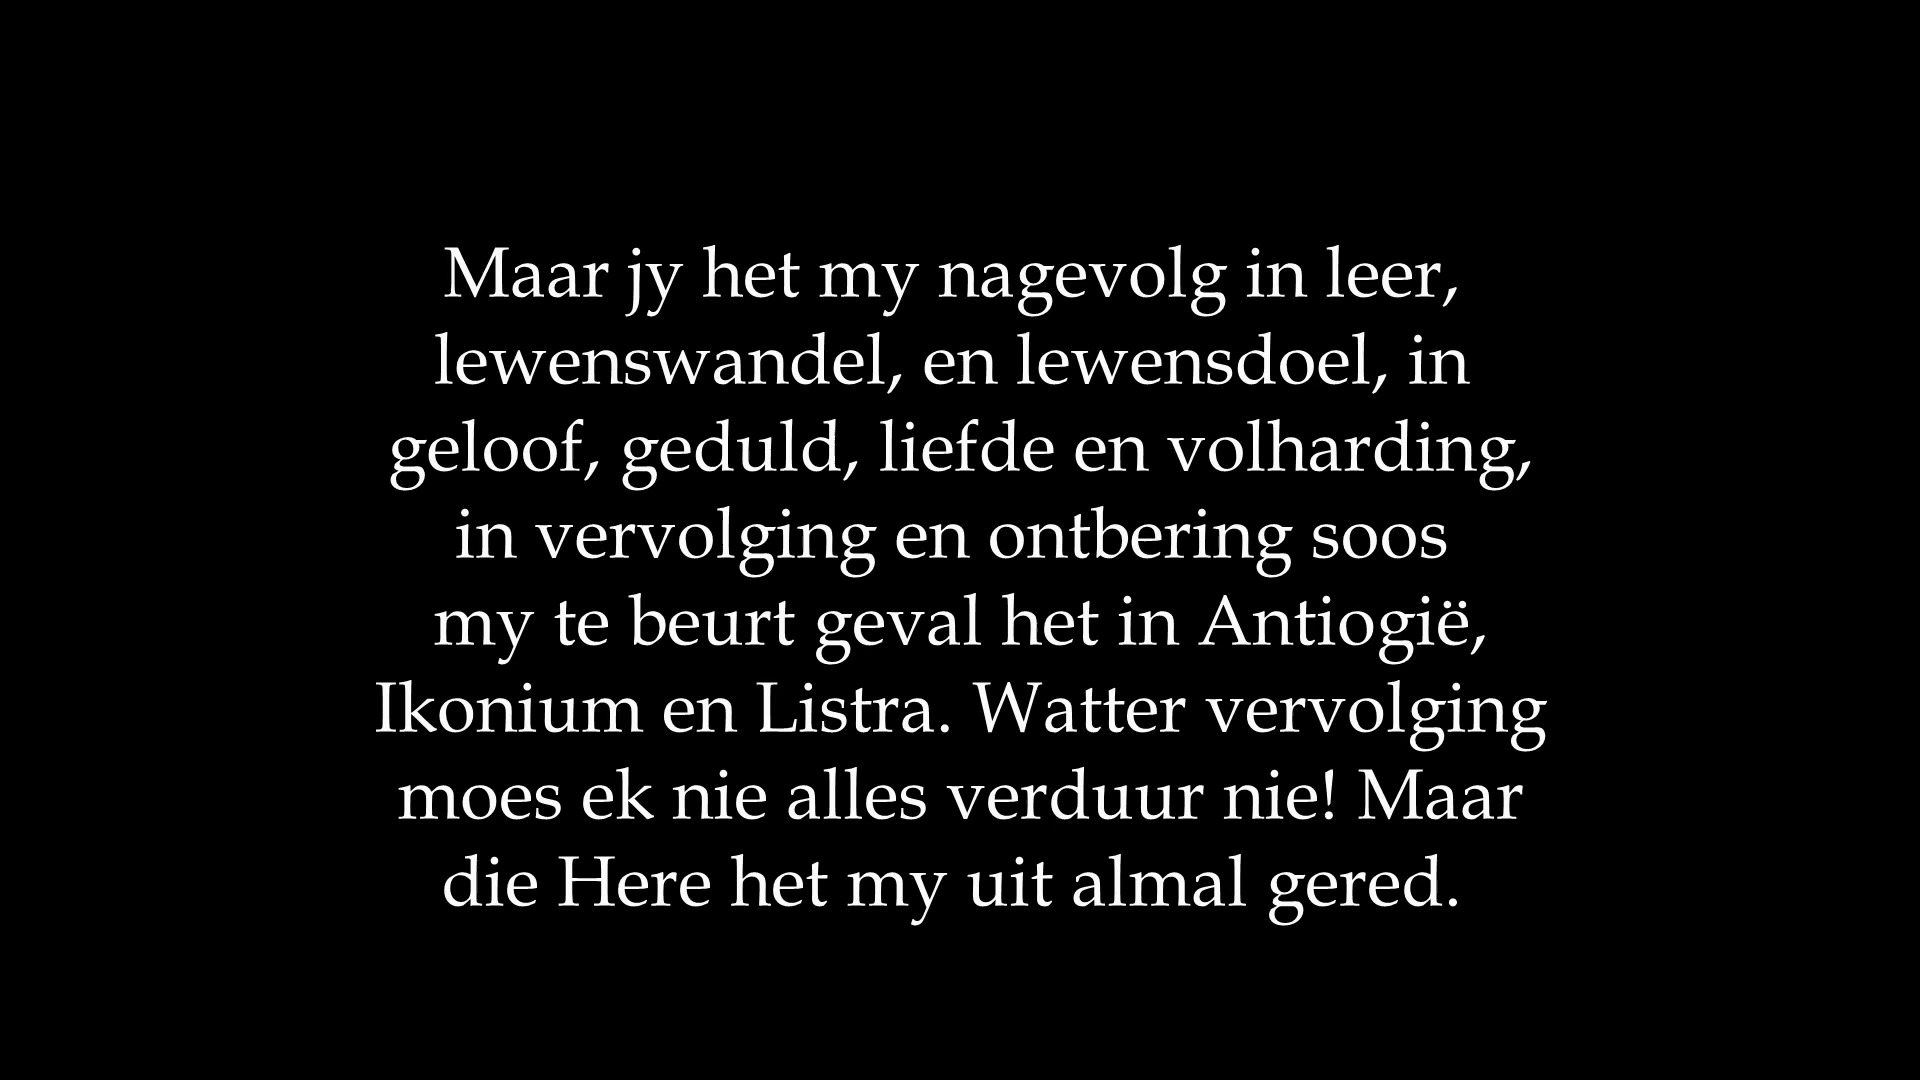 Maar jy het my nagevolg in leer,
lewenswandel, en lewensdoel, in
geloof, geduld, liefde en volharding,
in vervolging en ontbering soos
my te beurt geval het in Antiogië,
Ikonium en Listra. Watter vervolging
moes ek nie alles verduur nie! Maar
die Here het my uit almal gered.